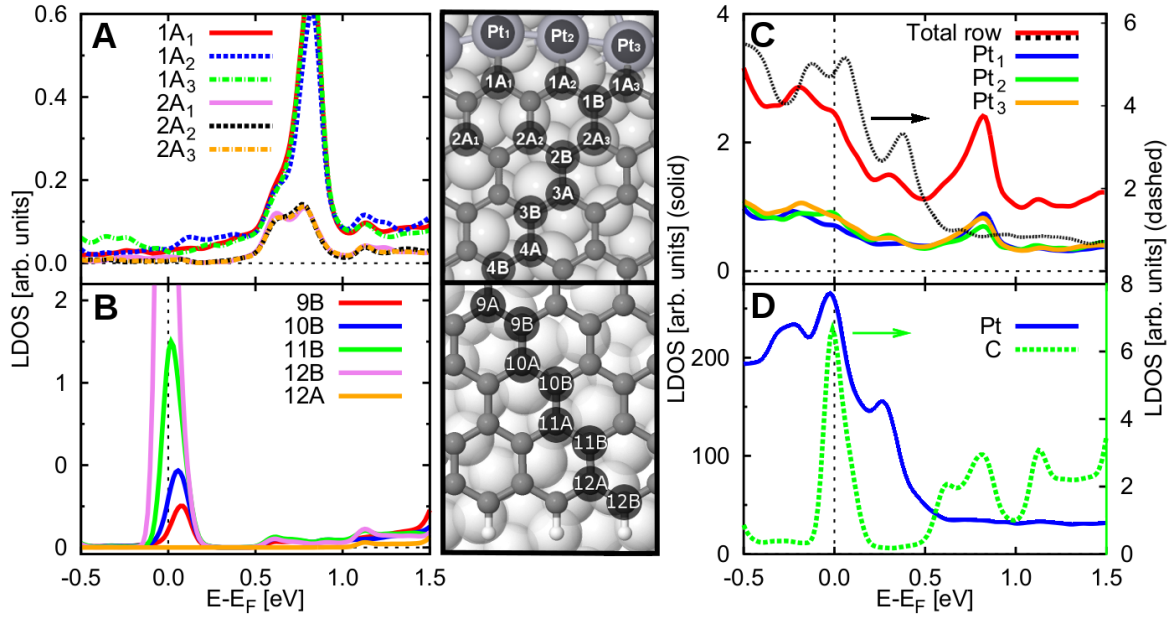 A
1A1
1A2
1A3
2A1
2A2
2A3
0.6
0.4
0.2
0.0
LDOS [arb. units]
B
9B
10B
11B
12B
12A
2
1
0
0
LDOS [arb. units]
-0.5
0.0
0.5
1.0
1.5
E-EF [eV]
Pt1
Pt2
Pt3
1A1
1A2
1A3
1B
2A1
2A2
2A3
2B
3A
3B
4A
4B
9A
9B
10A
10B
11A
11B
12A
12B
C
Total row
Pt1
Pt2
Pt3
4
2
0
6
4
2
0
8
LDOS [arb. units] (solid)
LDOS [arb. units] (dashed)
D
Pt
C
200
100
0
6
4
2
0
-0.5
0.0
0.5
1.0
1.5
E-EF [eV]